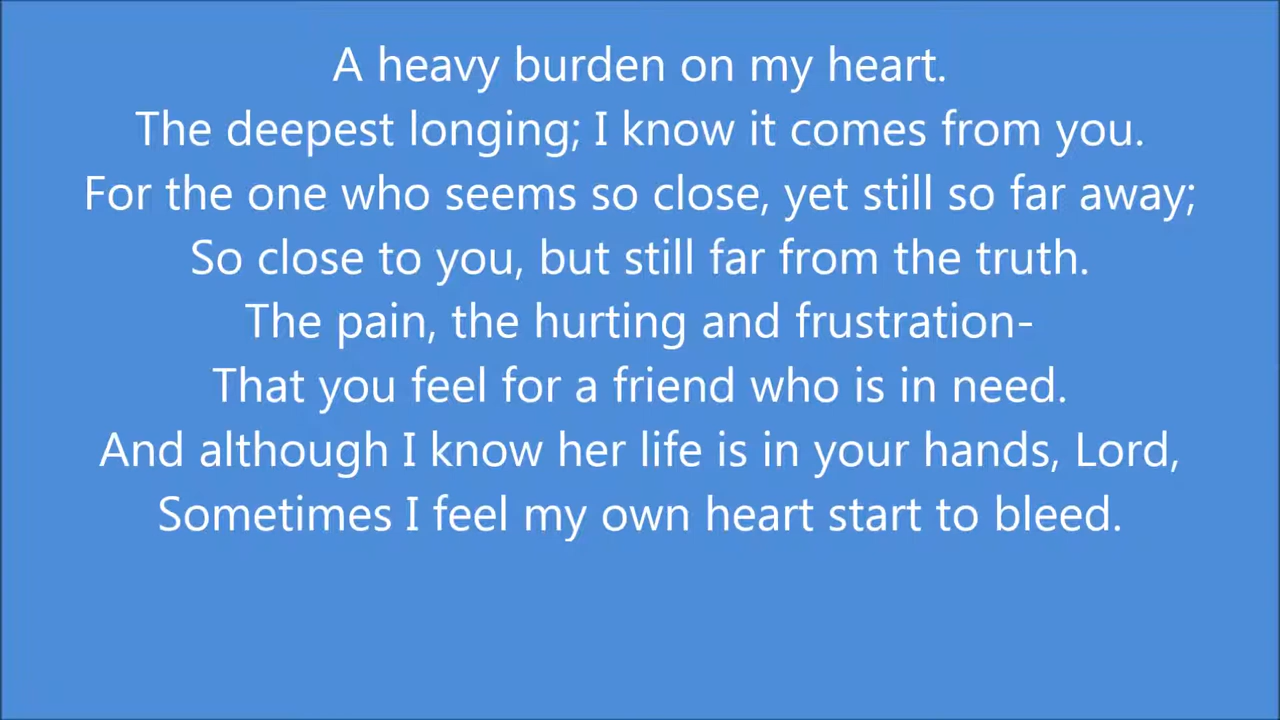 A heavy burden on my heart.
The deepest longing; I know it comes from you.
For the one who seems so close, yet still so far away;
So close to you, but still far from the truth.
The pain, the hurting and frustration-
That you feel for a friend who is in need.
And although I know her life is in your hands, Lord,
Sometimes I feel my own heart start to bleed.